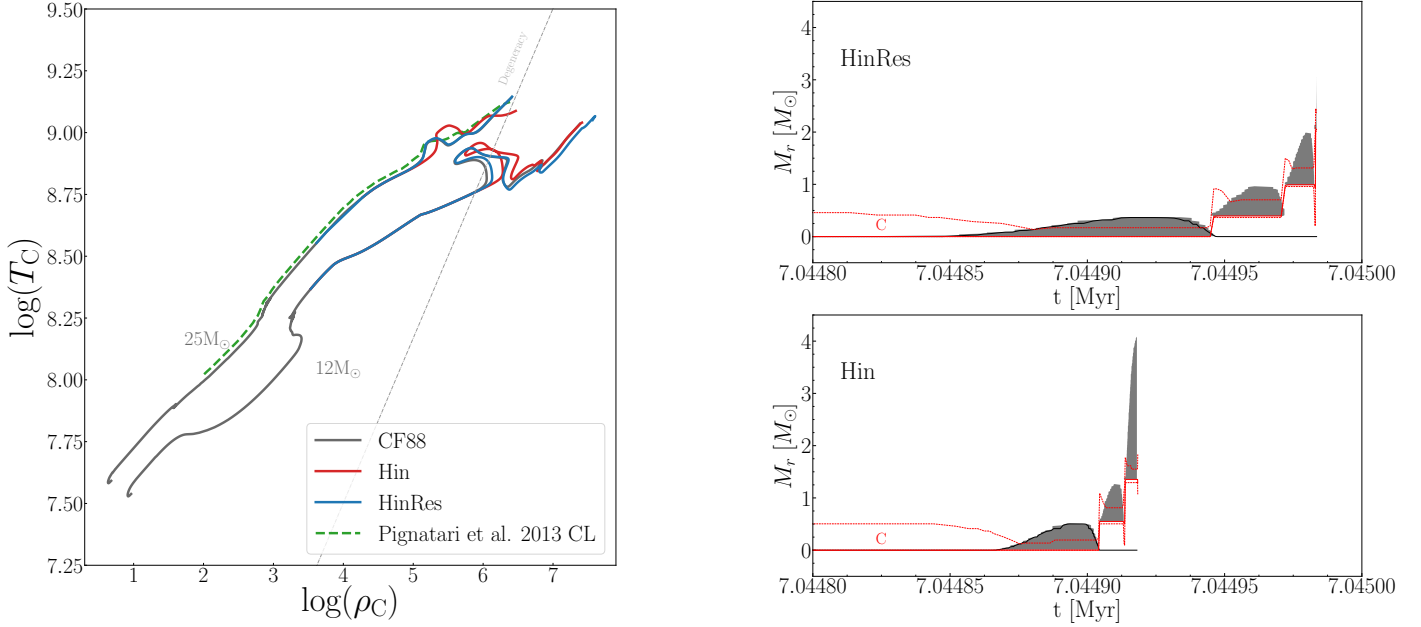 9.50
9.25
9.00
8.75
8.50
8.25
8.00
7.75
7.50
7.25
log(T_C)
Degeneracy
25M⊙
12M⊙
CF88
Hin
HinRes
Pignatari et al. 2013 CL
1 2 3 4 5 6 7
log(ρ_C)
HinRes
4
3
2
1
0
M_r [M⊙]
C
7.04480 7.04485 7.04490 7.04495 7.04500
t [Myr]
Hin
4
3
2
1
0
M_r [M⊙]
C
7.04480 7.04485 7.04490 7.04495 7.04500
t [Myr]